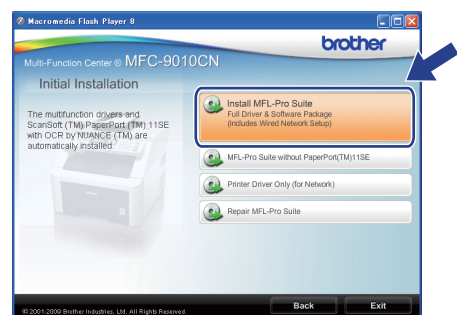 Macromedia Flash Player 8
brother
Multi-Function Center ® MFC-9010CN
Initial Installation
The multifunction drivers and
ScanSoft (TM) PaperPort (TM) 11SE
with OCR by NUANCE (TM) are
automatically installed.
Install MFL-Pro Suite
Full Driver & Software Package
(Includes Wired Network Setup)
MFL-Pro Suite without PaperPort(TM)11SE
Printer Driver Only (for Network)
Repair MFL-Pro Suite
© 2001-2009 Brother Industries, Ltd. All Rights Reserved.
Back
Exit